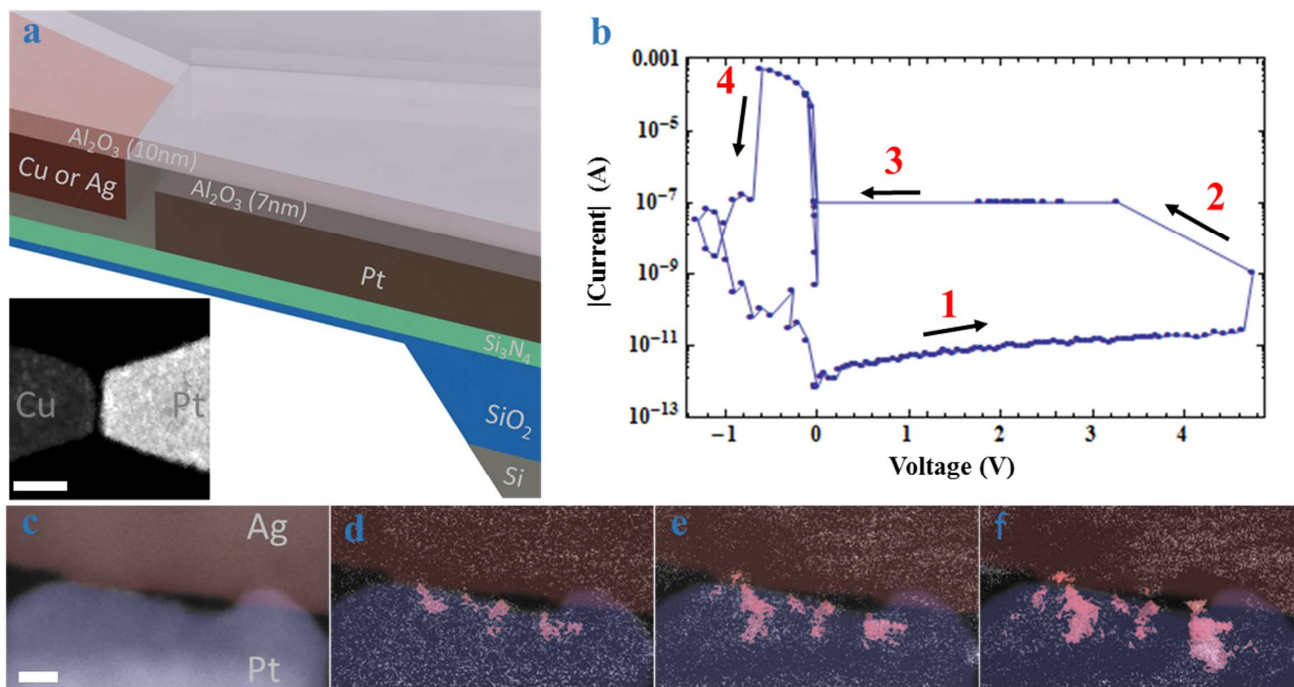 a
Al₂O₃ (10nm)
Cu or Ag
Al₂O₃ (7nm)
Pt
Si₃N₄
SiO₂
Si
Cu Pt
b
|Current| (A)
0.001
10⁻⁵
10⁻⁷
10⁻⁹
10⁻¹¹
10⁻¹³
4
3
2
1
−1 0 1 2 3 4
Voltage (V)
c Ag
Pt
d
e
f